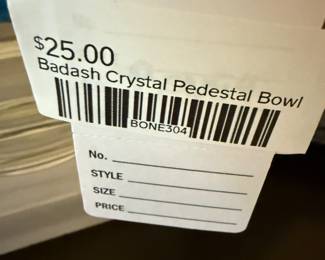 $25.00
Badash Crystal Pedestal Bowl
BONE304
No.
STYLE
SIZE
PRICE